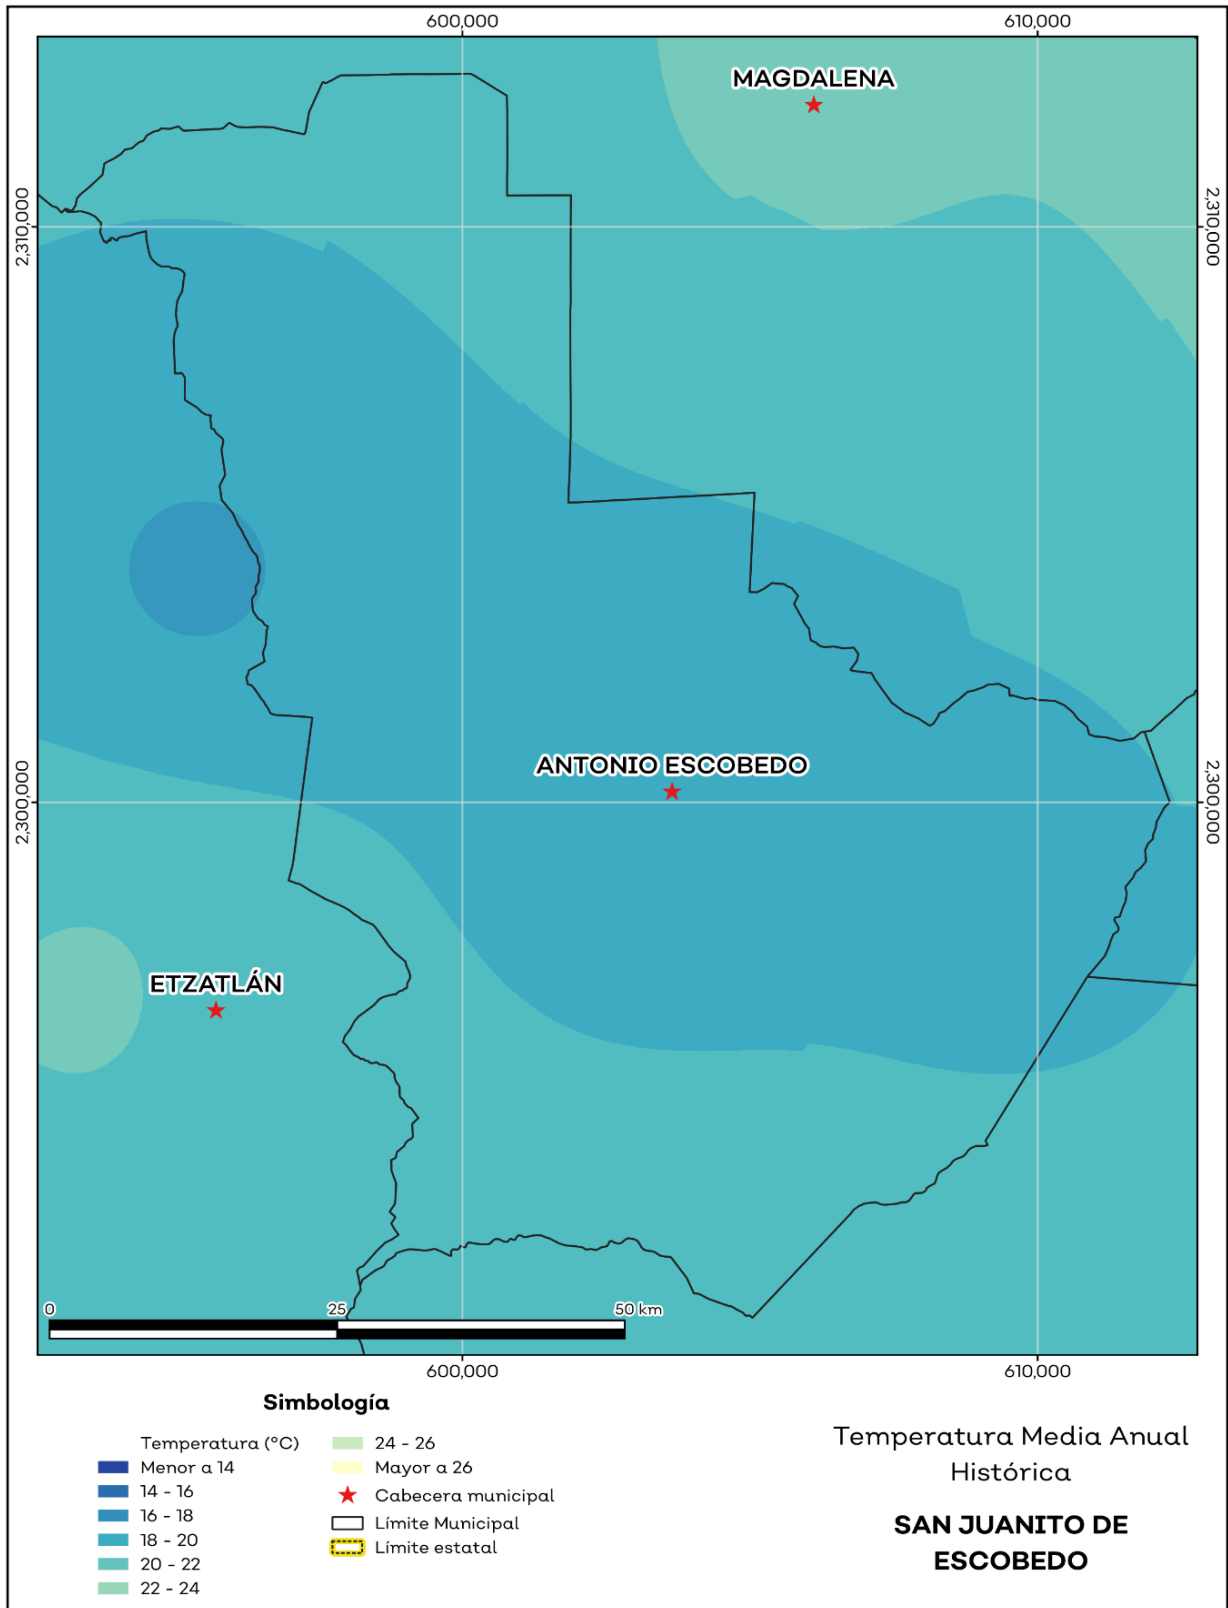 600,000
610,000
MAGDALENA
2,310,000
2,310,000
ANTONIO ESCOBEDO
2,300,000
2,300,000
ETZATLÁN
0 25 50 km
600,000
610,000
Simbología
Temperatura (°C)
Menor a 14
14 - 16
16 - 18
18 - 20
20 - 22
22 - 24
24 - 26
Mayor a 26
Cabecera municipal
Límite Municipal
Límite estatal
Temperatura Media Anual
Histórica
SAN JUANITO DE
ESCOBEDO